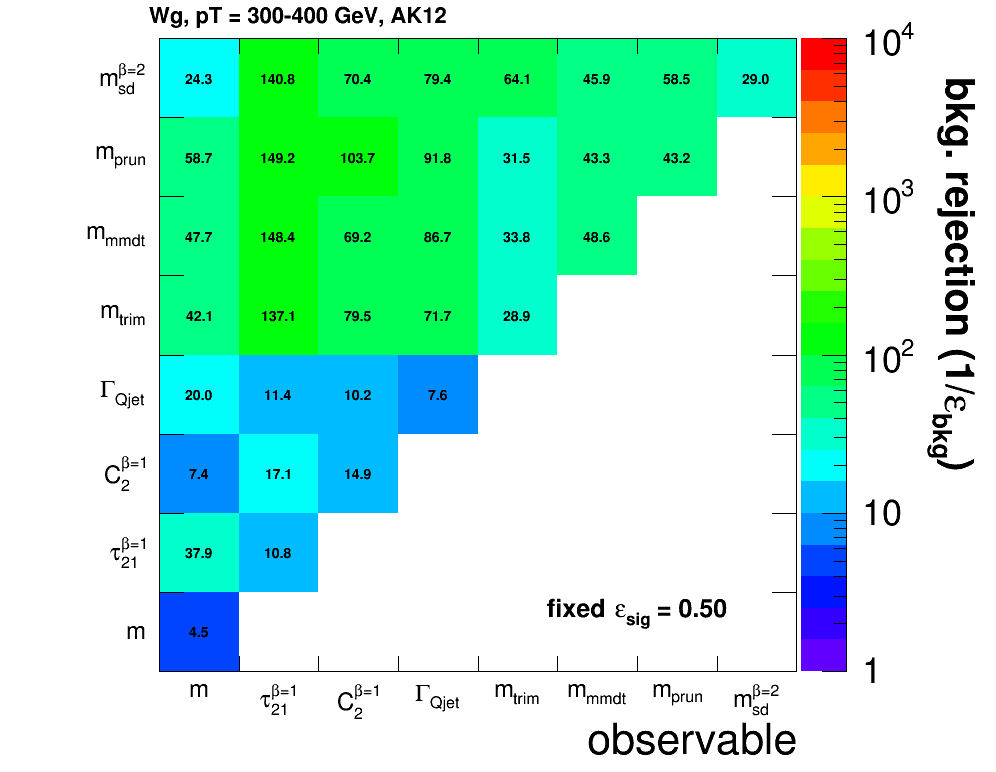 Wg, pT = 300-400 GeV, AK12
m_sd^β=2 24.3 140.8 70.4 79.4 64.1 45.9 58.5 29.0
m_prun 58.7 149.2 103.7 91.8 31.5 43.3 43.2
m_mmdt 47.7 148.4 69.2 86.7 33.8 48.6
m_trim 42.1 137.1 79.5 71.7 28.9
Γ_Qjet 20.0 11.4 10.2 7.6
C_2^β=1 7.4 17.1 14.9
τ_21^β=1 37.9 10.8
m 4.5
fixed ε_sig = 0.50
m τ_21^β=1 C_2^β=1 Γ_Qjet m_trim m_mmdt m_prun m_sd^β=2
observable
10^4
10^3
10^2
10
1
bkg. rejection (1/ε_bkg)